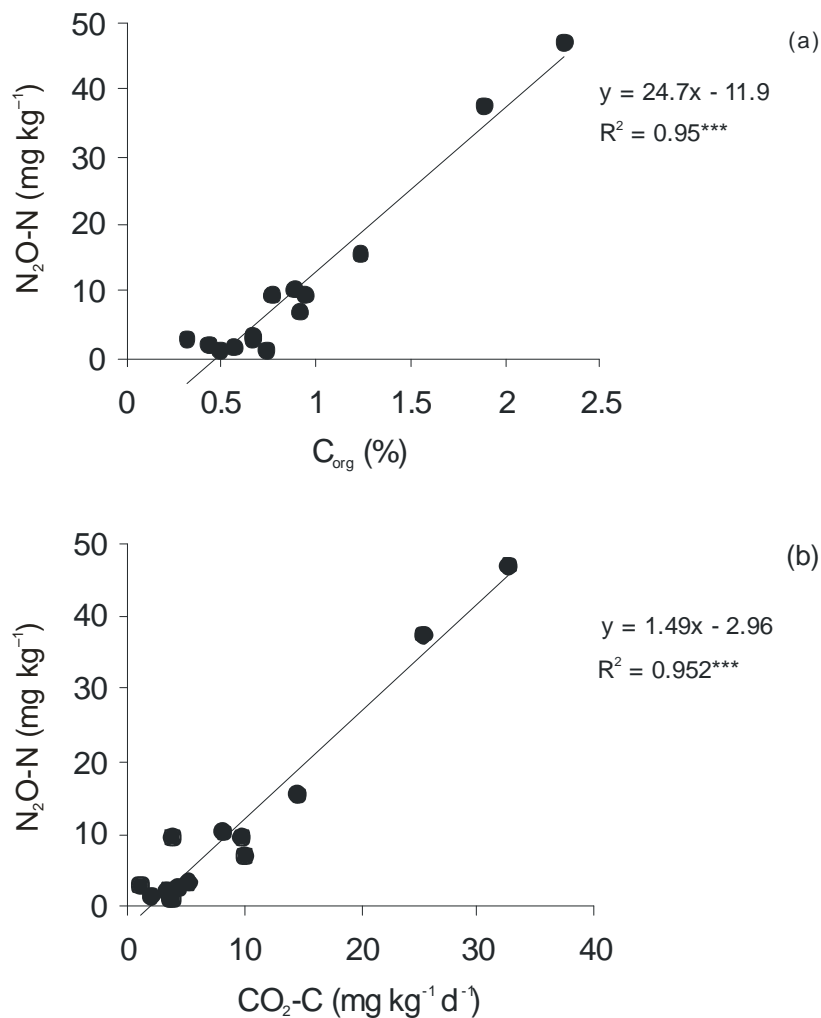 (a)
50
40
30
20
10
0
N₂O-N (mg kg⁻¹)
y = 24.7x - 11.9
R² = 0.95***
0 0.5 1 1.5 2 2.5
C_org (%)
(b)
50
40
30
20
10
0
N₂O-N (mg kg⁻¹)
y = 1.49x - 2.96
R² = 0.952***
0 10 20 30 40
CO₂-C (mg kg⁻¹ d⁻¹)